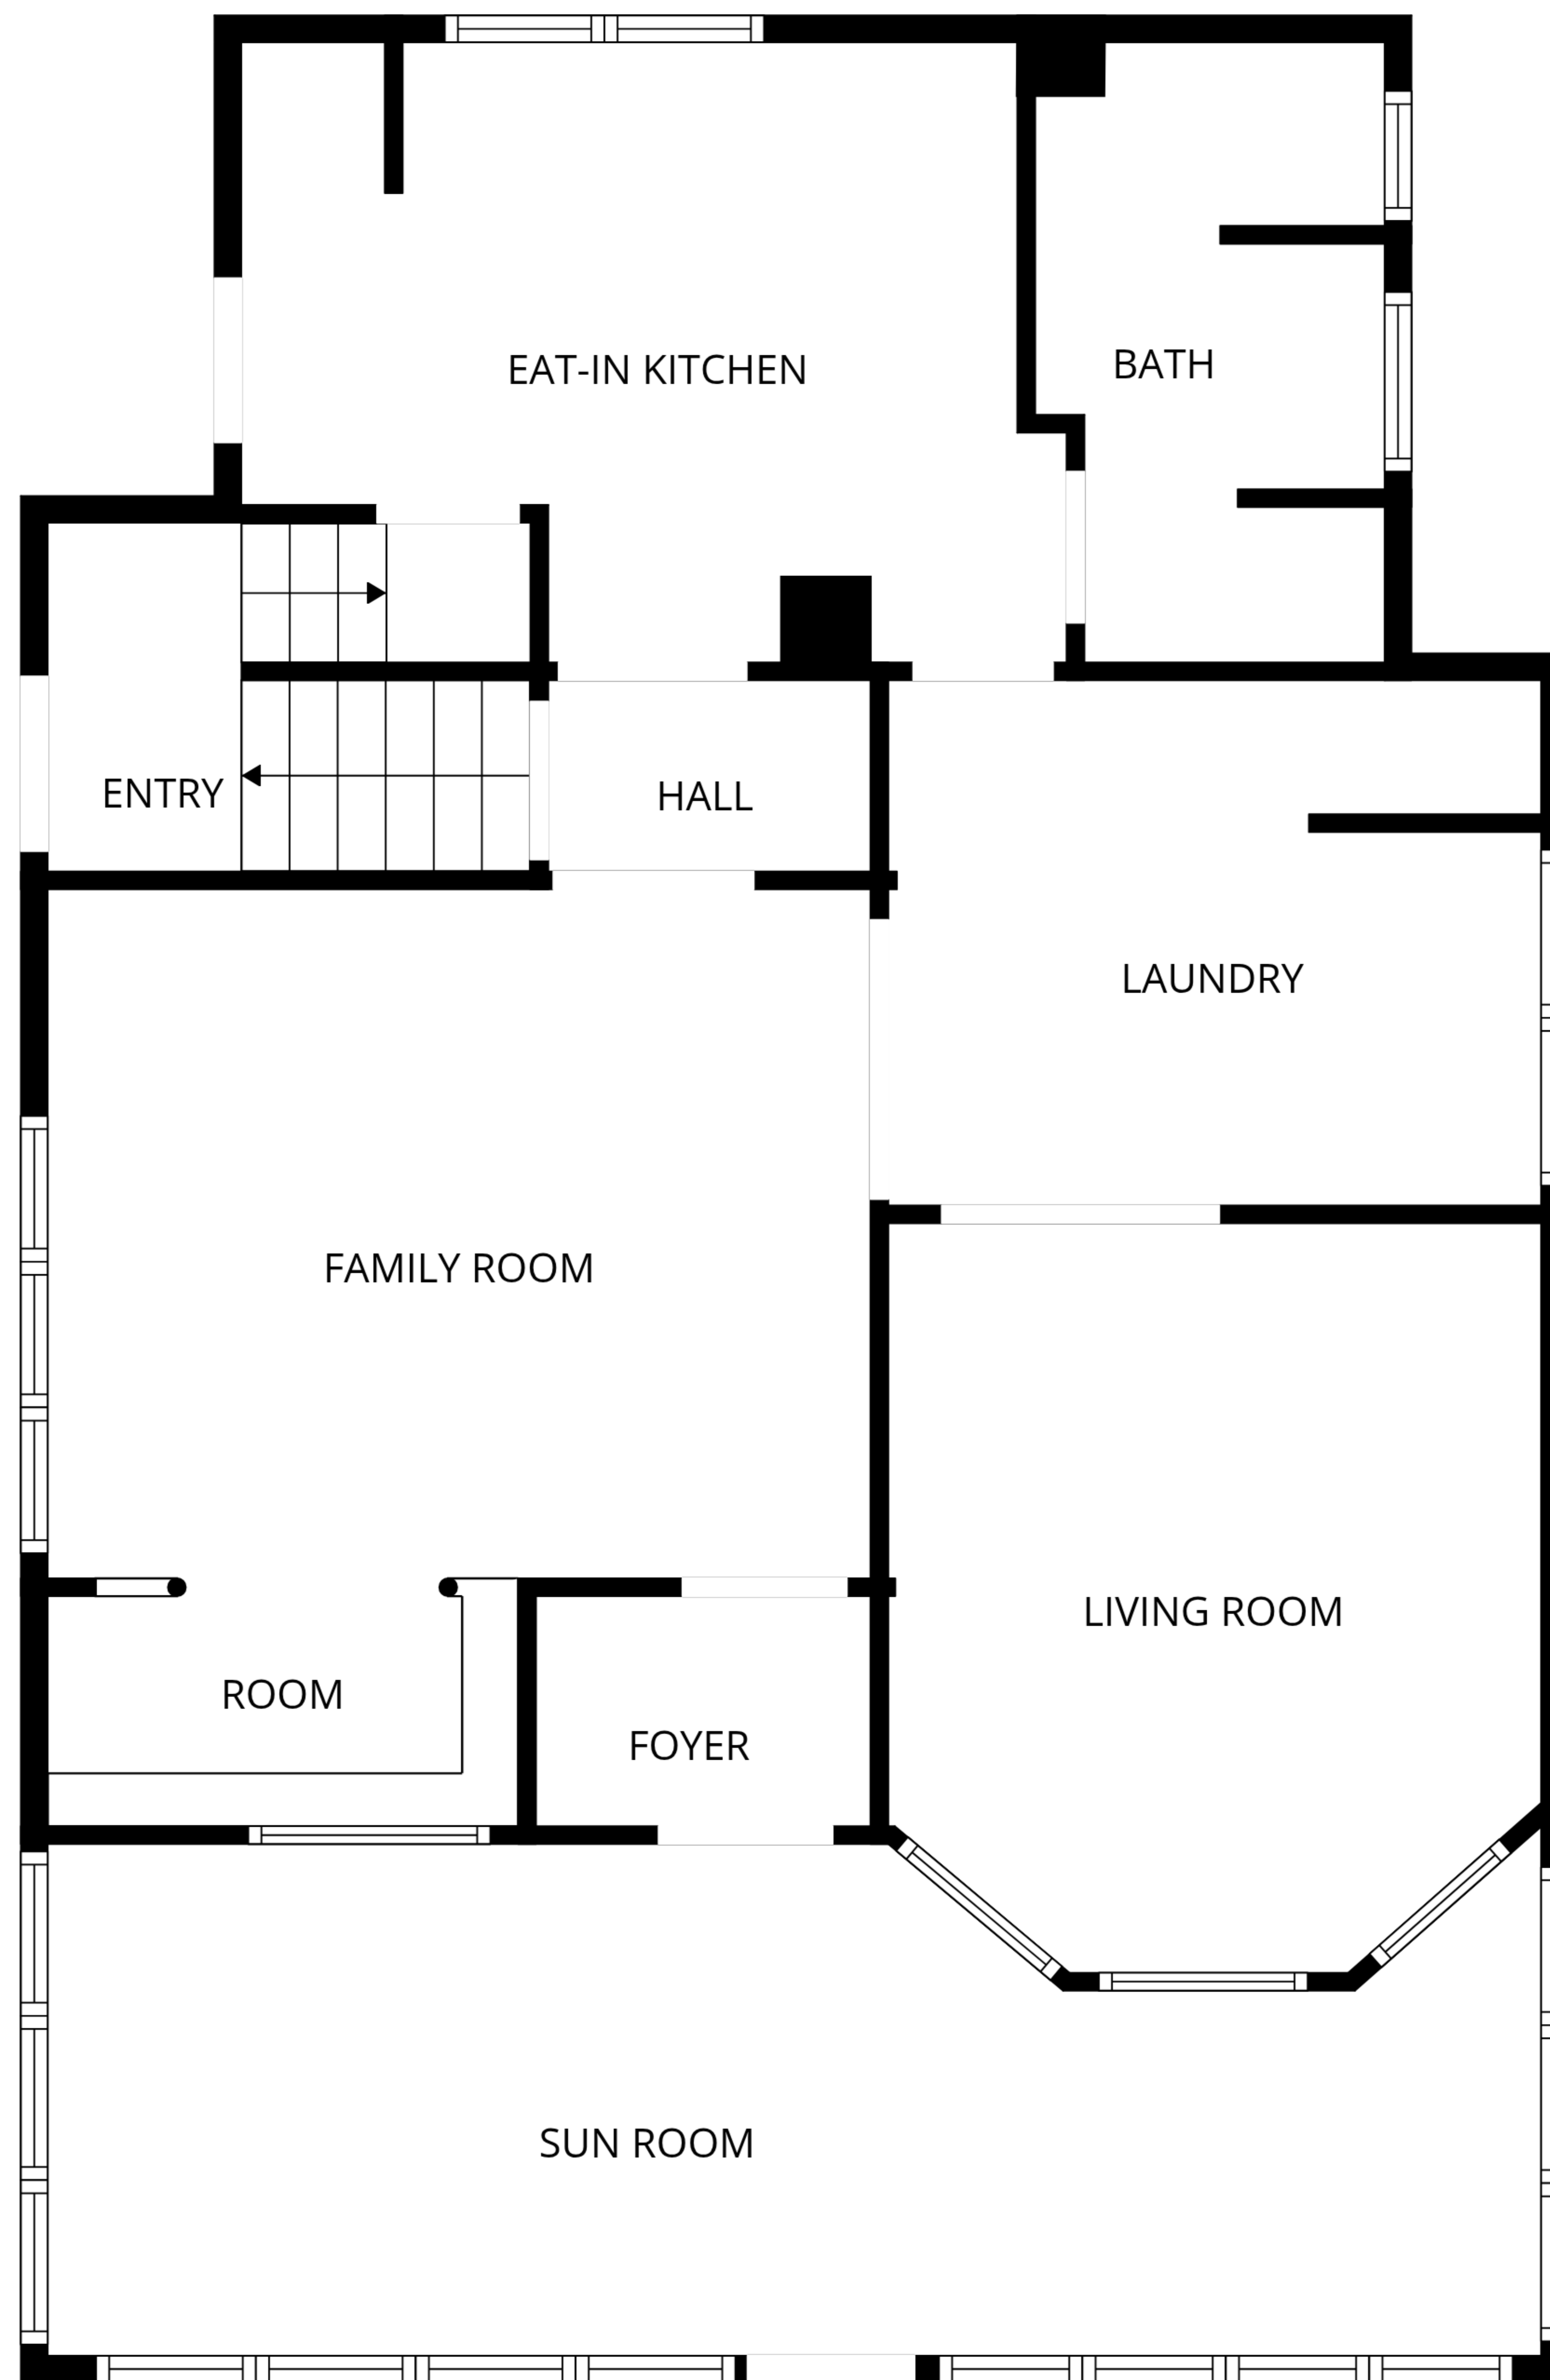 EAT-IN KITCHEN
BATH
ENTRY
HALL
LAUNDRY
FAMILY ROOM
LIVING ROOM
ROOM
FOYER
SUN ROOM